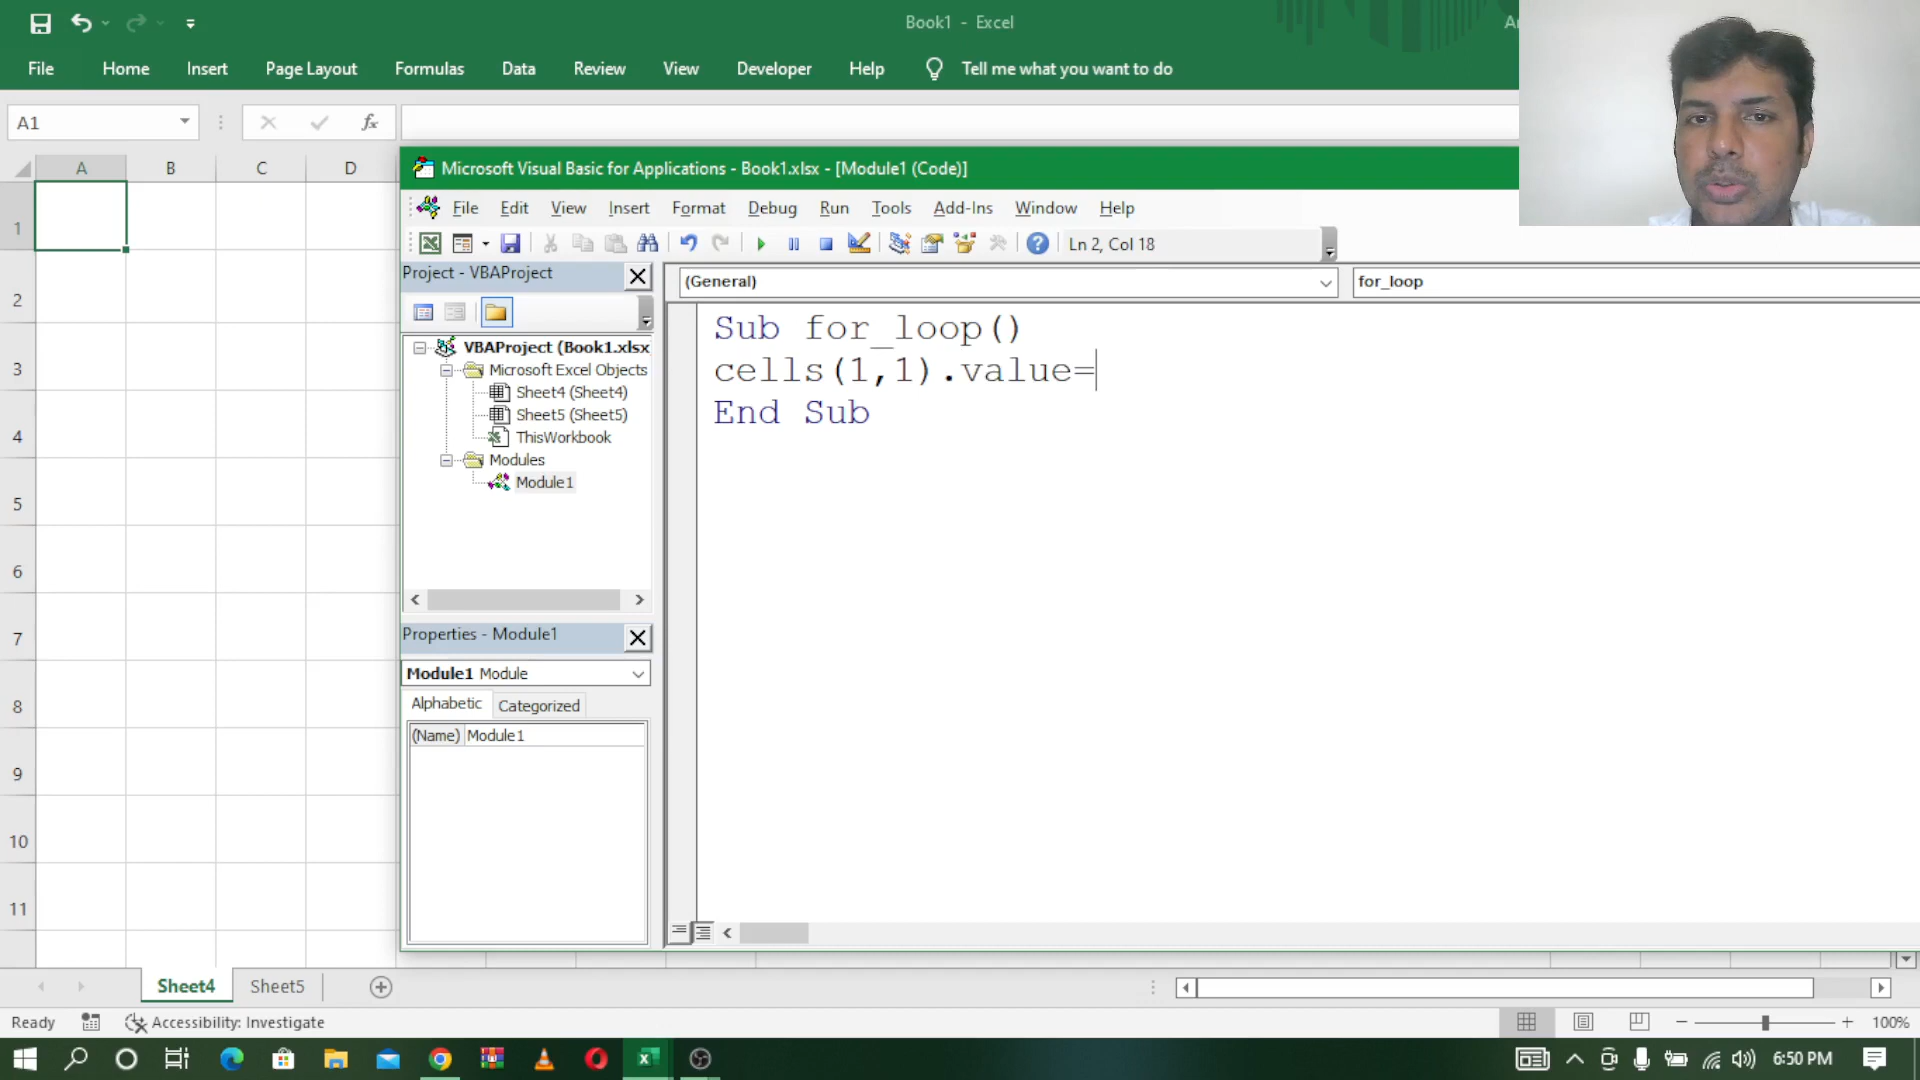 Book1 - Excel
File Home Insert Page Layout Formulas Data Review View Developer Help Tell me what you want to do
A1 fx
A B C D
Microsoft Visual Basic for Applications - Book1.xlsx - [Module1 (Code)]
File Edit View Insert Format Debug Run Tools Add-Ins Window Help
Ln 2, Col 18
Project - VBAProject
(General) for_loop
Sub for_loop()
cells(1,1).value=
End Sub
VBAProject (Book1.xlsx
Microsoft Excel Objects
Sheet4 (Sheet4)
Sheet5 (Sheet5)
ThisWorkbook
Modules
Module1
Properties - Module1
Module1 Module
Alphabetic Categorized
(Name) Module1
1
2
3
4
5
6
7
8
9
10
11
Sheet4 Sheet5
Ready Accessibility: Investigate 100%
6:50 PM